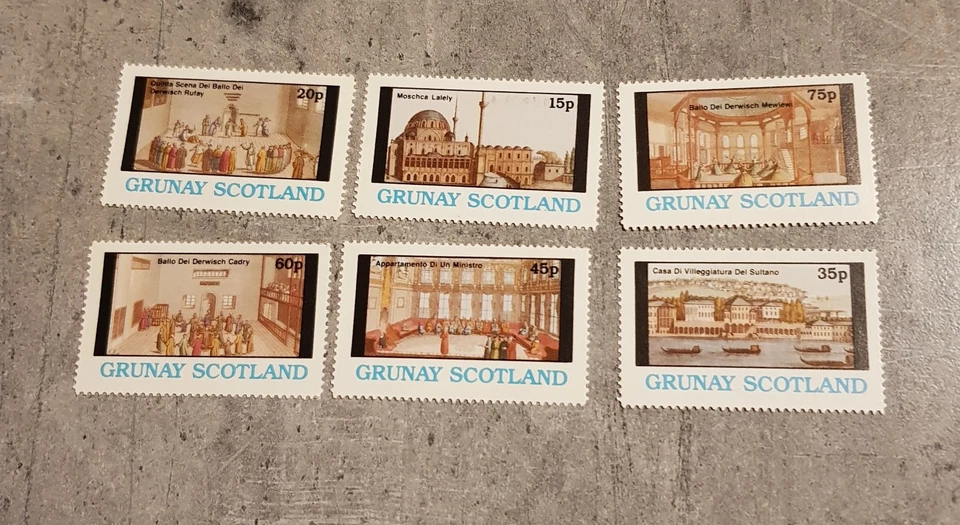 Quinta Scena Dei Ballo Dei
Derwisch Rufay
20p
GRUNAY SCOTLAND
Moschca Lalely
15p
GRUNAY SCOTLAND
Ballo Dei Derwisch Mewlewi
75p
GRUNAY SCOTLAND
Ballo Dei Derwisch Cadry
60p
GRUNAY SCOTLAND
Appartamento Di Un Ministro
45p
GRUNAY SCOTLAND
Casa Di Villeggiatura Del Sultano
35p
GRUNAY SCOTLAND